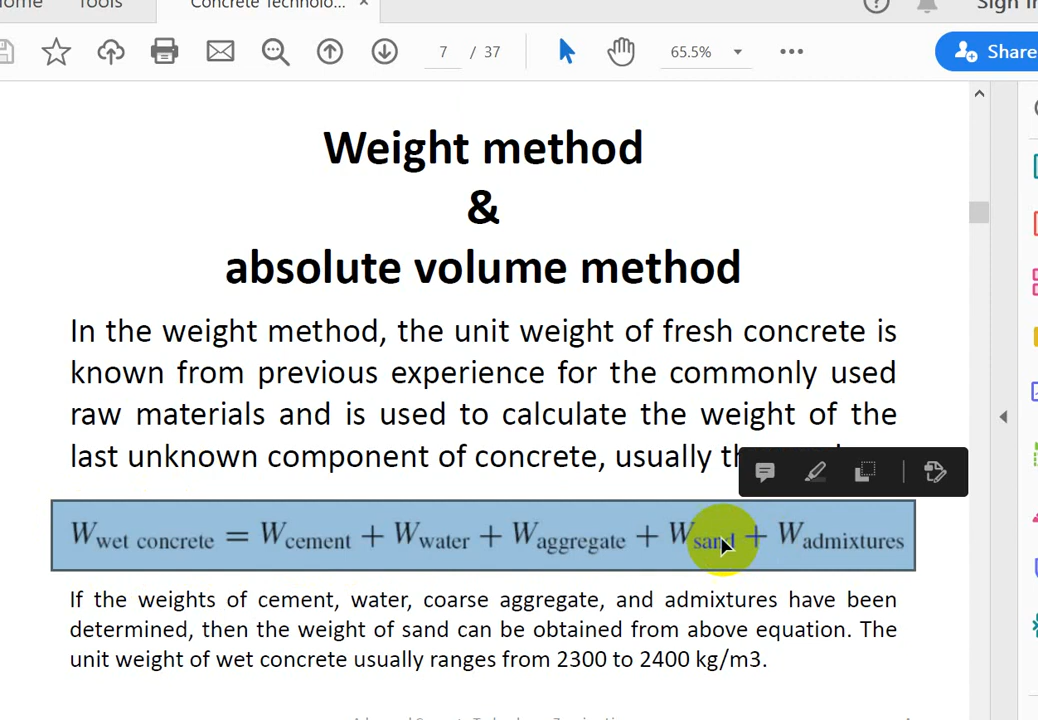 Tools
Concrete Technolo... ×
Sign In
7 / 37
65.5%
Share
Weight method
&
absolute volume method
In the weight method, the unit weight of fresh concrete is
known from previous experience for the commonly used
raw materials and is used to calculate the weight of the
last unknown component of concrete, usually
W wet concrete = W cement + W water + W aggregate + W sand + W admixtures
If the weights of cement, water, coarse aggregate, and admixtures have been
determined, then the weight of sand can be obtained from above equation. The
unit weight of wet concrete usually ranges from 2300 to 2400 kg/m3.